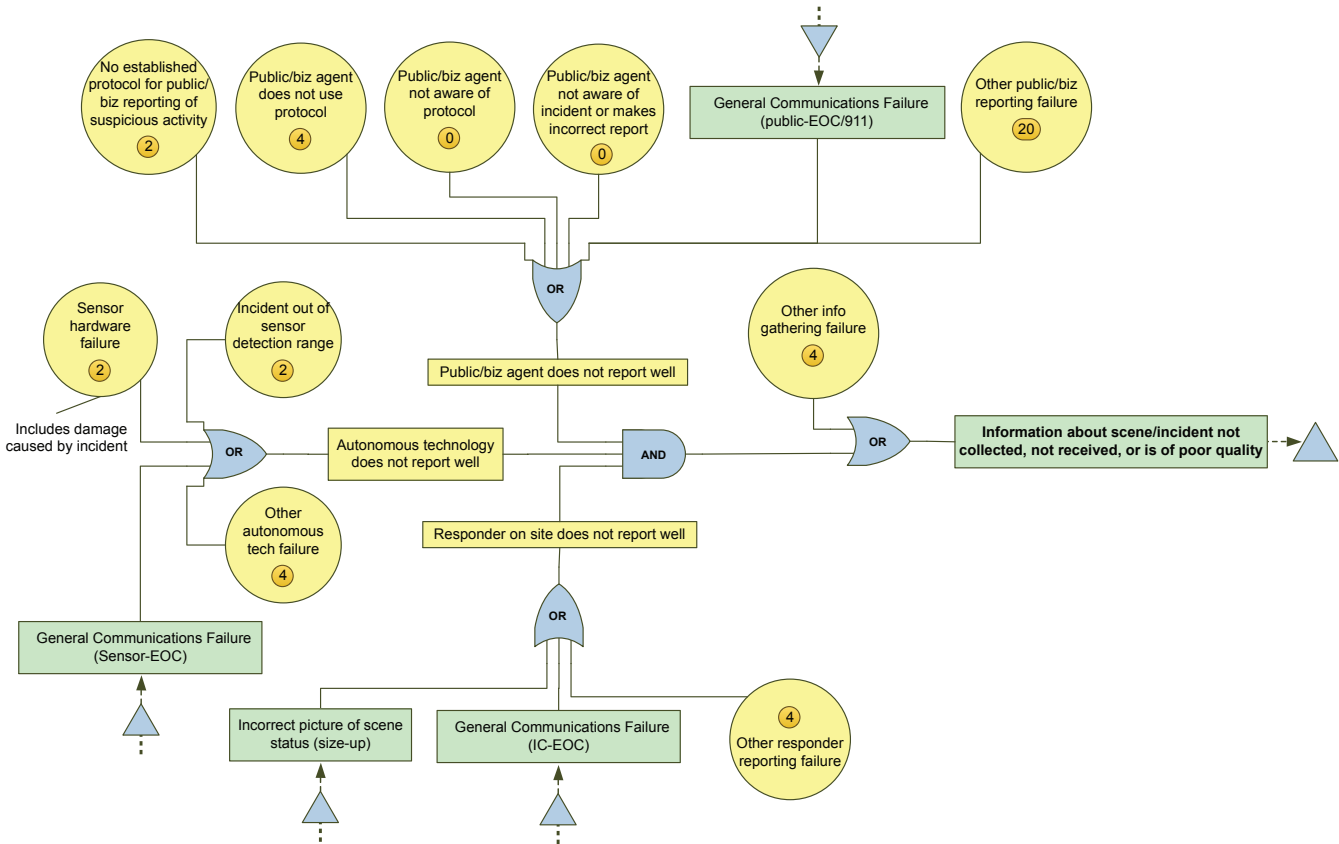 No established
protocol for public/
biz reporting of
suspicious activity
2
Public/biz agent
does not use
protocol
4
Public/biz agent
not aware of
protocol
0
Public/biz agent
not aware of
incident or makes
incorrect report
0
General Communications Failure
(public-EOC/911)
Other public/biz
reporting failure
20
OR
Sensor
hardware
failure
2
Includes damage
caused by incident
Incident out of
sensor
detection range
2
Public/biz agent does not report well
Other info
gathering failure
4
OR
Autonomous technology
does not report well
AND
OR
Information about scene/incident not
collected, not received, or is of poor quality
Other
autonomous
tech failure
4
Responder on site does not report well
OR
General Communications Failure
(Sensor-EOC)
Incorrect picture of scene
status (size-up)
General Communications Failure
(IC-EOC)
4
Other responder
reporting failure